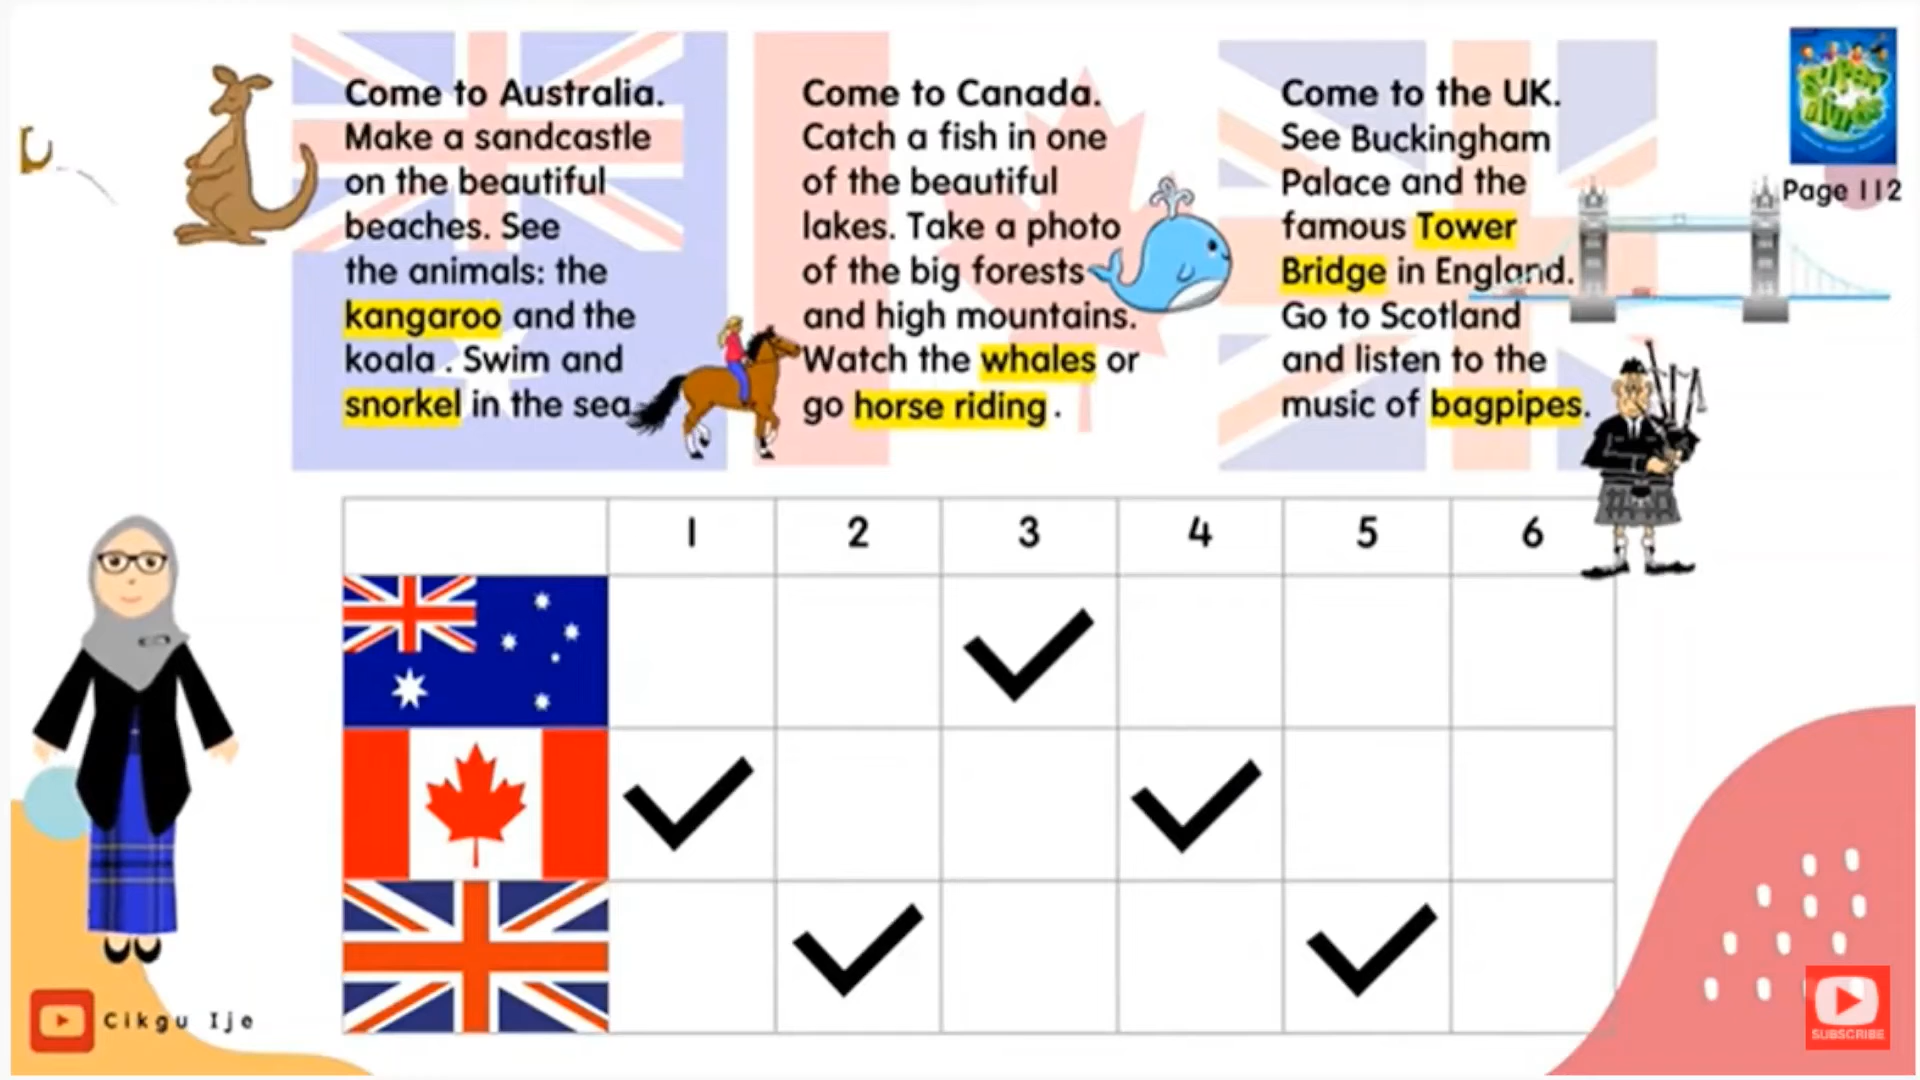 Come to Australia.
Make a sandcastle
on the beautiful
beaches. See
the animals: the
kangaroo and the
koala . Swim and
snorkel in the sea
Come to Canada.
Catch a fish in one
of the beautiful
lakes. Take a photo
of the big forests
and high mountains.
Watch the whales or
go horse riding .
Come to the UK.
See Buckingham
Palace and the
famous Tower
Bridge in England.
Go to Scotland
and listen to the
music of bagpipes.
Super
Minds
Page 112
1 2 3 4 5 6
Cikgu Ije
SUBSCRIBE